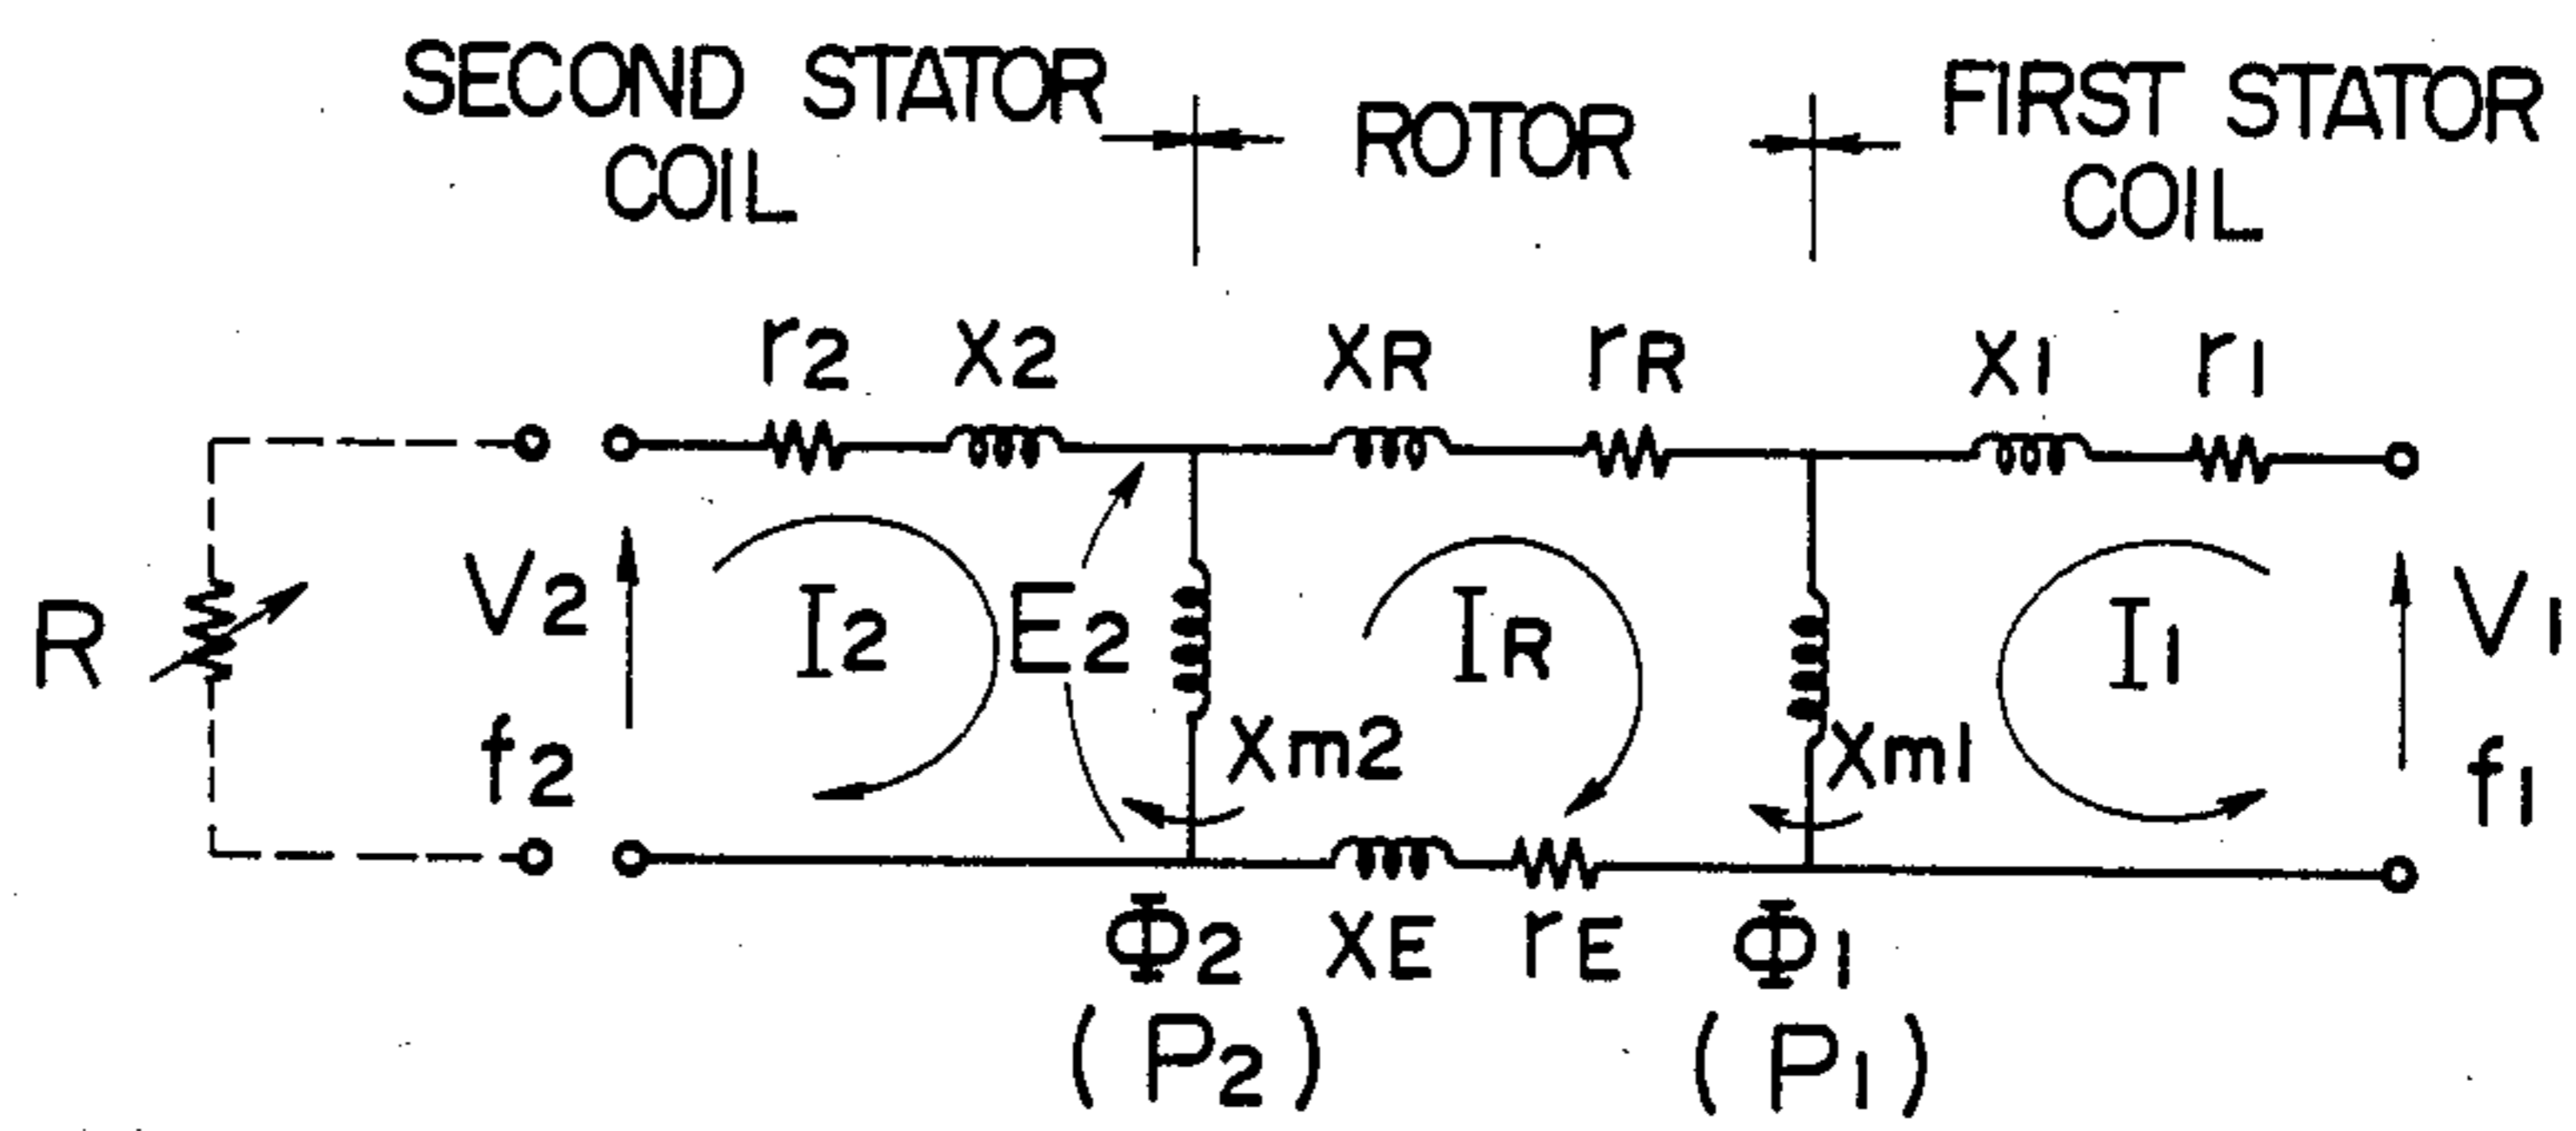 SECOND STATOR COIL
ROTOR
FIRST STATOR COIL
r2 x2 xR rR x1 r1
R V2 I2 E2 IR I1 V1
f2 xm2 xm1 f1
Φ2 xE rE Φ1
(P2) (P1)